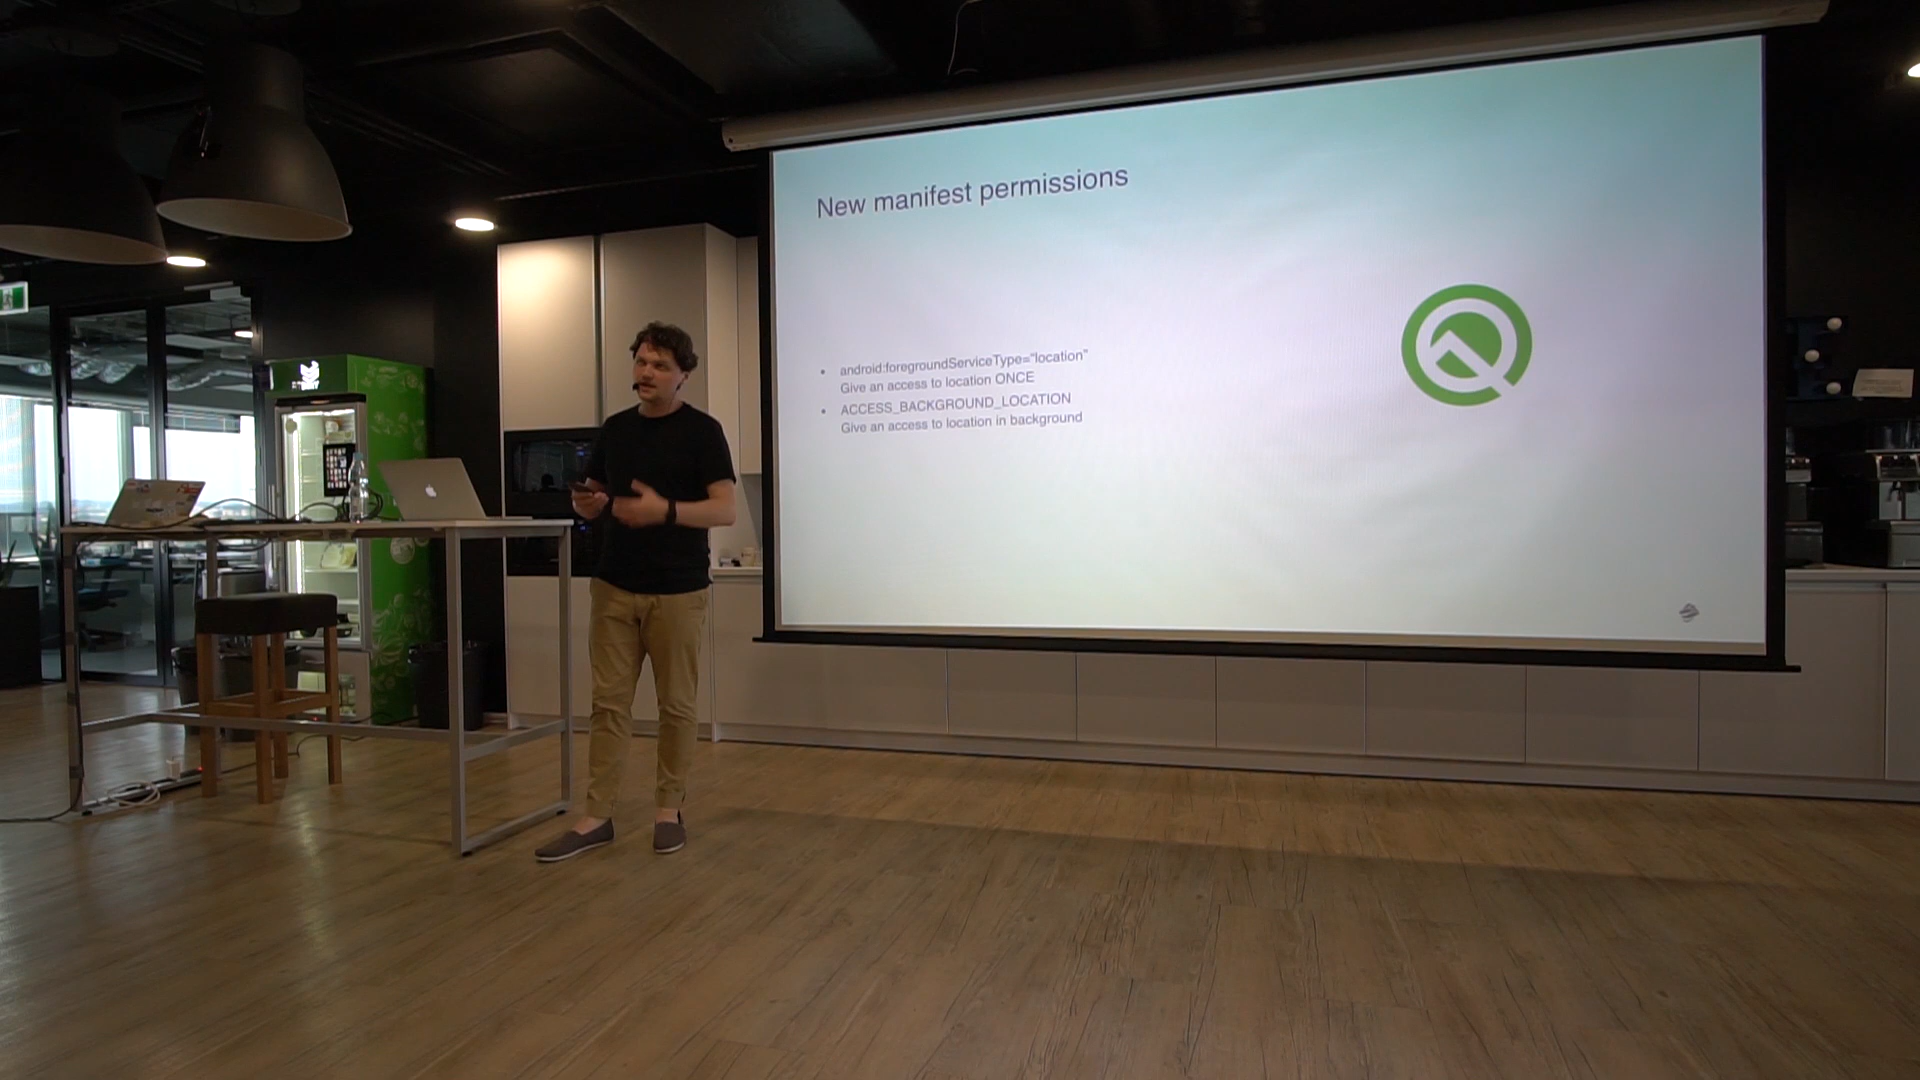 New manifest permissions
• android:foregroundServiceType="location"
Give an access to location ONCE
• ACCESS_BACKGROUND_LOCATION
Give an access to location in background